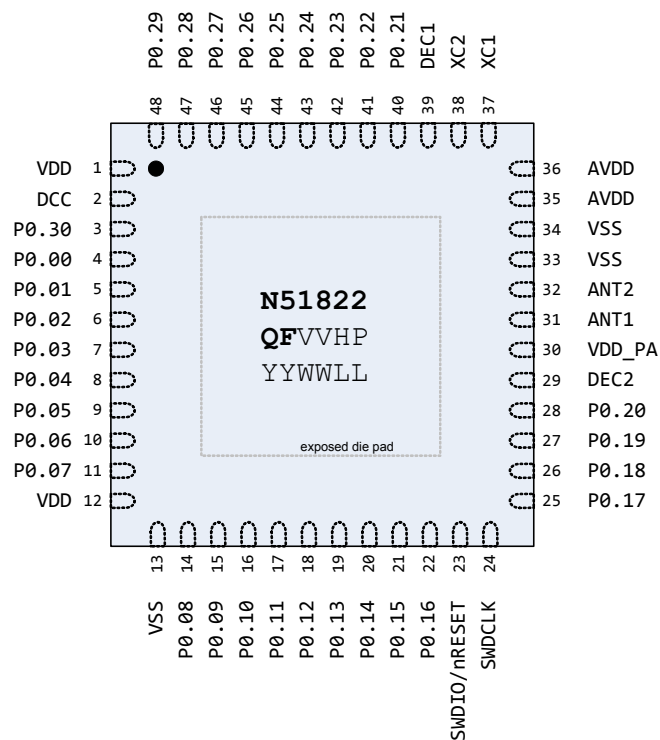 P0.29 P0.28 P0.27 P0.26 P0.25 P0.24 P0.23 P0.22 P0.21 DEC1 XC2 XC1
48 47 46 45 44 43 42 41 40 39 38 37
VDD 1 36 AVDD
DCC 2 35 AVDD
P0.30 3 34 VSS
P0.00 4 33 VSS
P0.01 5 32 ANT2
P0.02 6 31 ANT1
P0.03 7 30 VDD_PA
P0.04 8 29 DEC2
P0.05 9 28 P0.20
P0.06 10 27 P0.19
P0.07 11 26 P0.18
VDD 12 25 P0.17
N51822
QFVVHP
YYWWLL
exposed die pad
13 14 15 16 17 18 19 20 21 22 23 24
VSS P0.08 P0.09 P0.10 P0.11 P0.12 P0.13 P0.14 P0.15 P0.16 SWDIO/nRESET SWDCLK